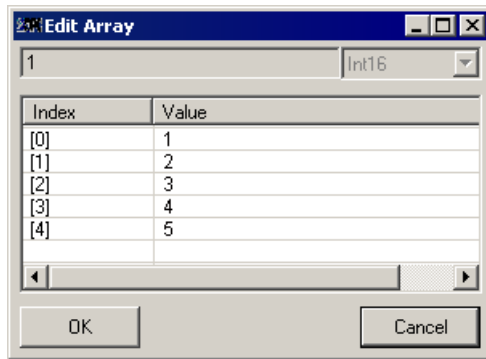 Edit Array
1 Int16
Index Value
[0] 1
[1] 2
[2] 3
[3] 4
[4] 5
OK Cancel